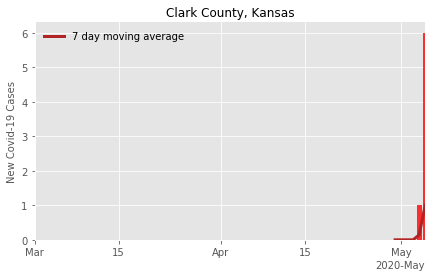 Clark County, Kansas
7 day moving average
New Covid-19 Cases
6
5
4
3
2
1
0
Mar 15 Apr 15 May
2020-May